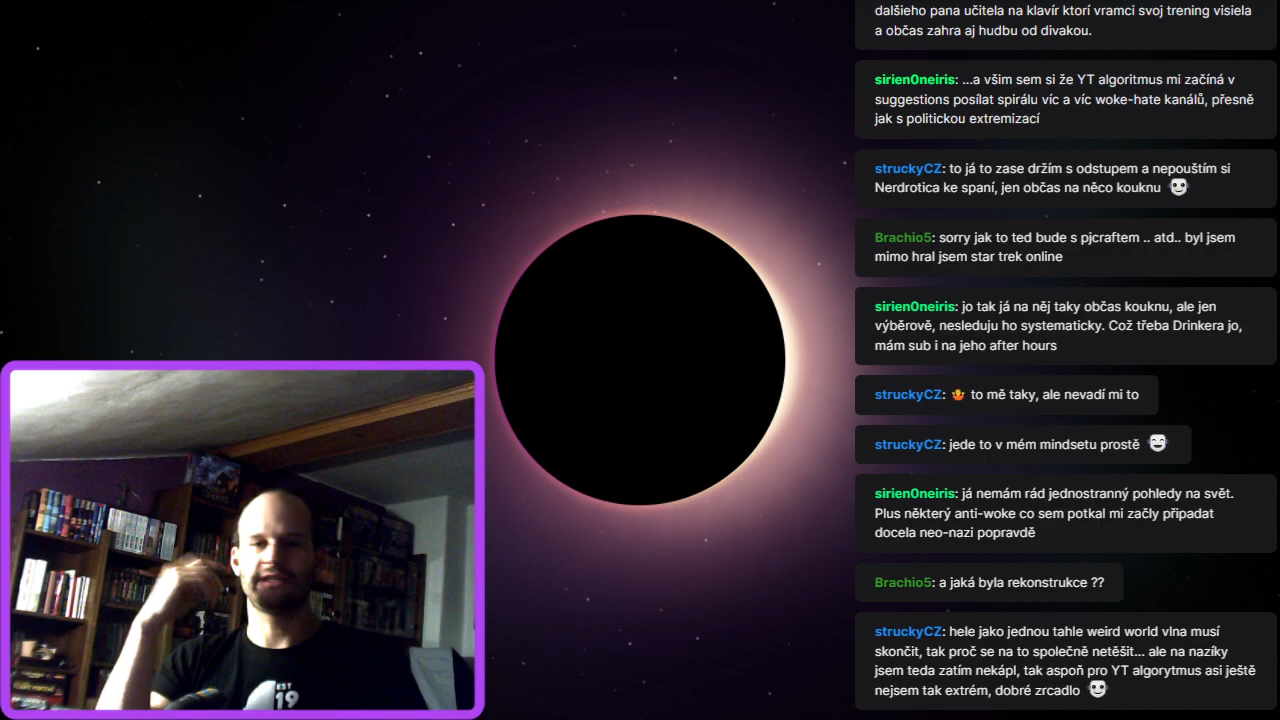 dalšieho pana učitela na klavír ktorí vramci svoj trening visiela
a občas zahra aj hudbu od divakou.
sirien0neiris: ...a všim sem si že YT algoritmus mi začíná v
suggestions posílat spirálu víc a víc woke-hate kanálů, přesně
jak s politickou extremizací
struckyCZ: to já to zase držím s odstupem a nepouštím si
Nerdrotica ke spaní, jen občas na něco kouknu
Brachio5: sorry jak to ted bude s pjcraftem .. atd.. byl jsem
mimo hral jsem star trek online
sirien0neiris: jo tak já na něj taky občas kouknu, ale jen
výběrově, nesleduju ho systematicky. Což třeba Drinkera jo,
mám sub i na jeho after hours
struckyCZ: 🤷 to mě taky, ale nevadí mi to
struckyCZ: jede to v mém mindsetu prostě
sirien0neiris: já nemám rád jednostranný pohledy na svět.
Plus některý anti-woke co sem potkal mi začly připadat
docela neo-nazi popravdě
Brachio5: a jaká byla rekonstrukce ??
struckyCZ: hele jako jednou tahle weird world vlna musí
skončit, tak proč se na to společně netěšit... ale na nazíky
jsem teda zatím nekápl, tak aspoň pro YT algorytmus asi ještě
nejsem tak extrém, dobré zrcadlo
EST
19